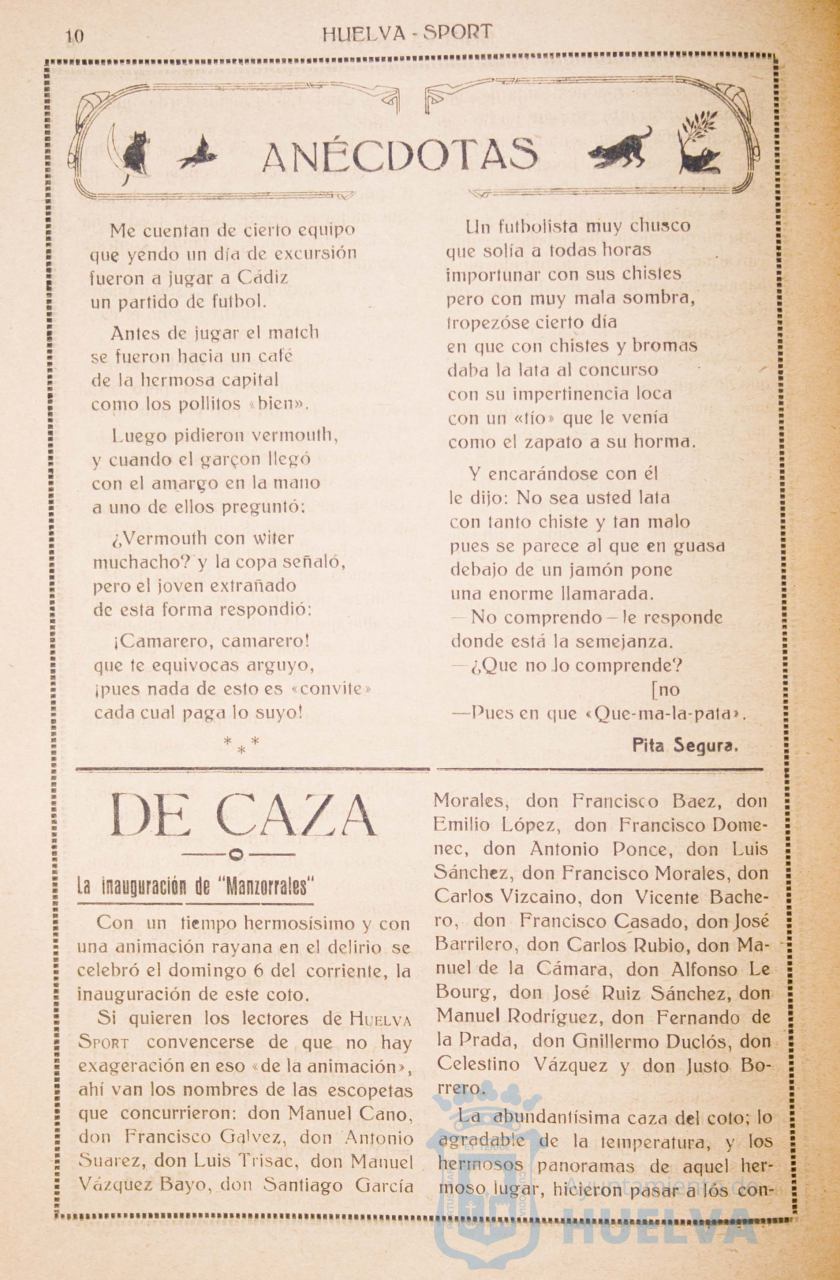 10
HUELVA - SPORT
ANÉCDOTAS
Me cuentan de cierto equipo
que yendo un día de excursión
fueron a jugar a Cádiz
un partido de futbol.
Antes de jugar el match
se fueron hacia un café
de la hermosa capital
como los pollitos «bien».
Luego pidieron vermouth,
y cuando el garçon llegó
con el amargo en la mano
a uno de ellos preguntó:
¿Vermouth con witer
muchacho? y la copa señaló,
pero el joven extrañado
de esta forma respondió:
¡Camarero, camarero!
que te equivocas arguyo,
¡pues nada de esto es «convite»
cada cual paga lo suyo!
* * *
Un futbolista muy chusco
que solía a todas horas
importunar con sus chistes
pero con muy mala sombra,
tropezóse cierto día
en que con chistes y bromas
daba la lata al concurso
con su impertinencia loca
con un «tío» que le venía
como el zapato a su horma.
Y encarándose con él
le dijo: No sea usted lata
con tanto chiste y tan malo
pues se parece al que en guasa
debajo de un jamón pone
una enorme llamarada.
—No comprendo—le responde
donde está la semejanza.
—¿Que no lo comprende?
[no
—Pues en que «Que-ma-la-pata».
Pita Segura.
DE CAZA
La inauguración de "Manzorrales"
Con un tiempo hermosísimo y con
una animación rayana en el delirio se
celebró el domingo 6 del corriente, la
inauguración de este coto.
Si quieren los lectores de HUELVA
SPORT convencerse de que no hay
exageración en eso «de la animación»,
ahí van los nombres de las escopetas
que concurrieron: don Manuel Cano,
don Francisco Galvez, don Antonio
Suarez, don Luis Trisac, don Manuel
Vázquez Bayo, don Santiago García
Morales, don Francisco Baez, don
Emilio López, don Francisco Dome-
nec, don Antonio Ponce, don Luis
Sánchez, don Francisco Morales, don
Carlos Vizcaino, don Vicente Bache-
ro, don Francisco Casado, don José
Barrilero, don Carlos Rubio, don Ma-
nuel de la Cámara, don Alfonso Le
Bourg, don José Ruiz Sánchez, don
Manuel Rodríguez, don Fernando de
la Prada, don Gnillermo Duclós, don
Celestino Vázquez y don Justo Bo-
rrero.
La abundantísima caza del coto; lo
agradable de la temperatura, y los
hermosos panoramas de aquel her-
moso lugar, hicieron pasar a lós con-
Ayuntamiento de
HUELVA